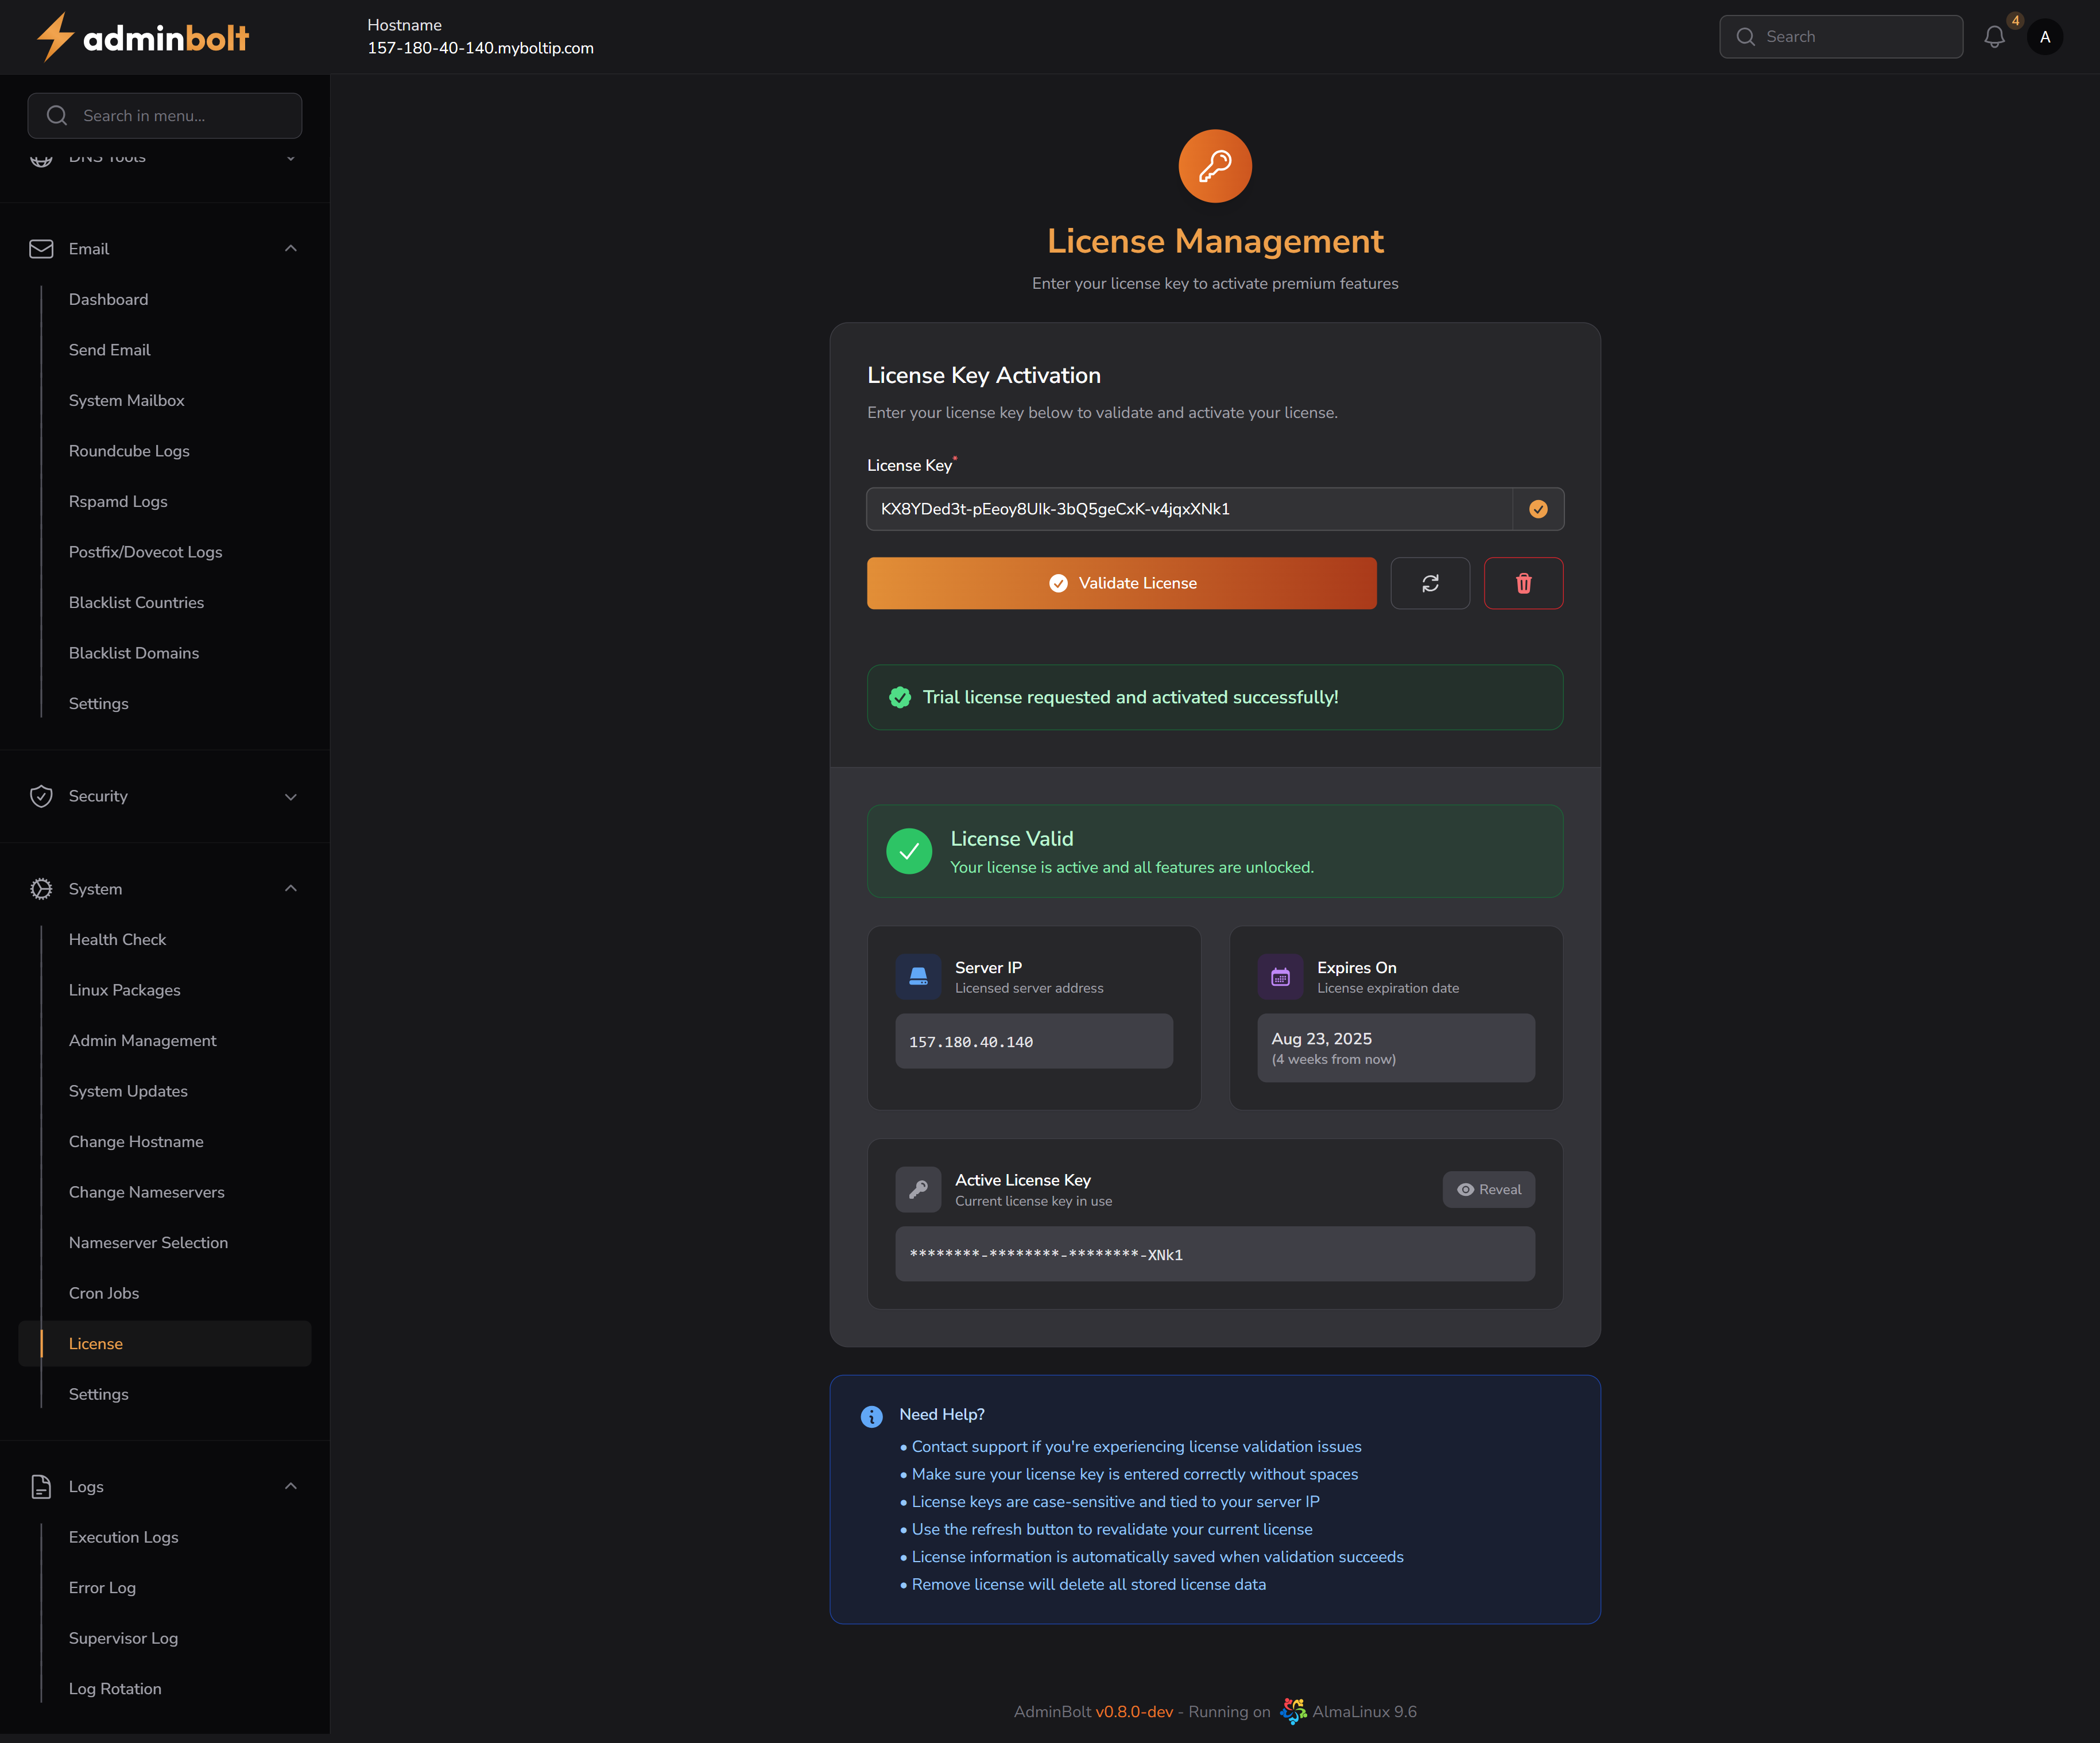 adminbolt
Hostname
157-180-40-140.myboltip.com
Search
4
A
Search in menu...
DNS Tools
Email
Dashboard
Send Email
System Mailbox
Roundcube Logs
Rspamd Logs
Postfix/Dovecot Logs
Blacklist Countries
Blacklist Domains
Settings
Security
System
Health Check
Linux Packages
Admin Management
System Updates
Change Hostname
Change Nameservers
Nameserver Selection
Cron Jobs
License
Settings
Logs
Execution Logs
Error Log
Supervisor Log
Log Rotation
License Management
Enter your license key to activate premium features
License Key Activation
Enter your license key below to validate and activate your license.
License Key*
KX8YDed3t-pEeoy8Ulk-3bQ5geCxK-v4jqxXNk1
Validate License
Trial license requested and activated successfully!
License Valid
Your license is active and all features are unlocked.
Server IP
Licensed server address
157.180.40.140
Expires On
License expiration date
Aug 23, 2025
(4 weeks from now)
Active License Key
Current license key in use
Reveal
********-********-********-XNk1
Need Help?
• Contact support if you're experiencing license validation issues
• Make sure your license key is entered correctly without spaces
• License keys are case-sensitive and tied to your server IP
• Use the refresh button to revalidate your current license
• License information is automatically saved when validation succeeds
• Remove license will delete all stored license data
AdminBolt v0.8.0-dev - Running on AlmaLinux 9.6